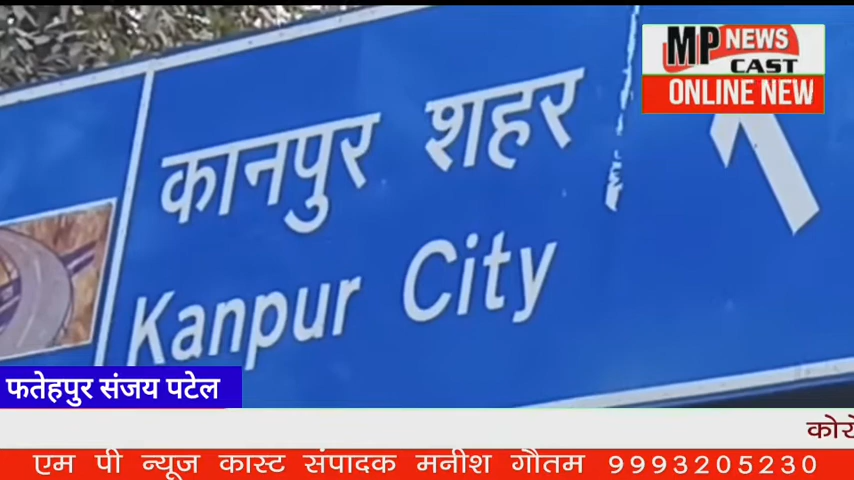 MP NEWS
CAST
ONLINE NEW
कानपुर शहर
Kanpur City
फतेहपुर संजय पटेल
एम पी न्यूज कास्ट संपादक मनीश गौतम 9993205230